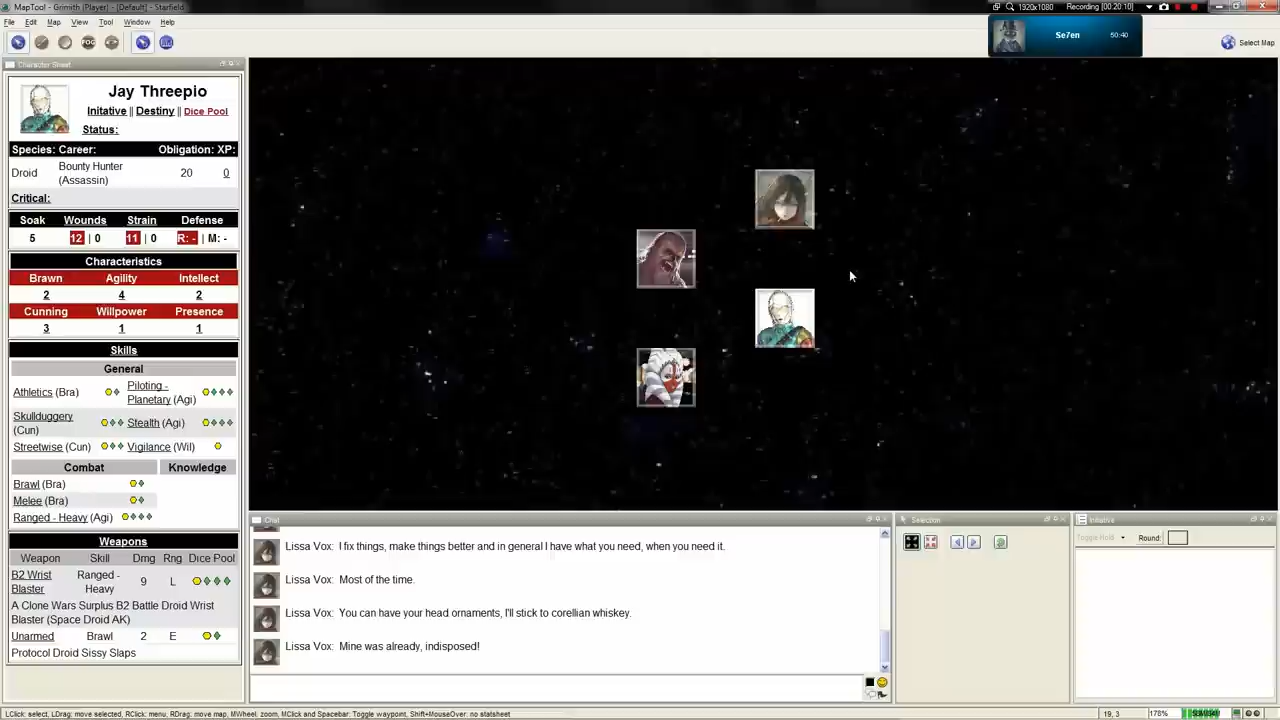 MapTool - Grimith [Player] - [Default] - Starfield
1920x1080
Recording [00:20:10]
File Edit Map View Tool Window Help
Se7en 50:40
Select Map
Character Sheet
Jay Threepio
Initative || Destiny || Dice Pool
Status:
Species: Career: Obligation: XP:
Droid Bounty Hunter (Assassin) 20 0
Critical:
Soak Wounds Strain Defense
5 12 | 0 11 | 0 R: - | M: -
Characteristics
Brawn Agility Intellect
2 4 2
Cunning Willpower Presence
3 1 1
Skills
General
Athletics (Bra) Piloting - Planetary (Agi)
Skullduggery (Cun) Stealth (Agi)
Streetwise (Cun) Vigilance (Wil)
Combat Knowledge
Brawl (Bra)
Melee (Bra)
Ranged - Heavy (Agi)
Weapons
Weapon Skill Dmg Rng Dice Pool
B2 Wrist Blaster Ranged - Heavy 9 L
A Clone Wars Surplus B2 Battle Droid Wrist
Blaster (Space Droid AK)
Unarmed Brawl 2 E
Protocol Droid Sissy Slaps
Chat
Lissa Vox: I fix things, make things better and in general I have what you need, when you need it.
Lissa Vox: Most of the time.
Lissa Vox: You can have your head ornaments, I'll stick to corellian whiskey.
Lissa Vox: Mine was already, indisposed!
Selection
Initiative
Toggle Hold Round:
LClick: select, LDrag: move selected, RClick: menu, RDrag: move map, MWheel: zoom, MClick and Spacebar: Toggle waypoint, Shift+MouseOver: no statsheet
19, 3 178%